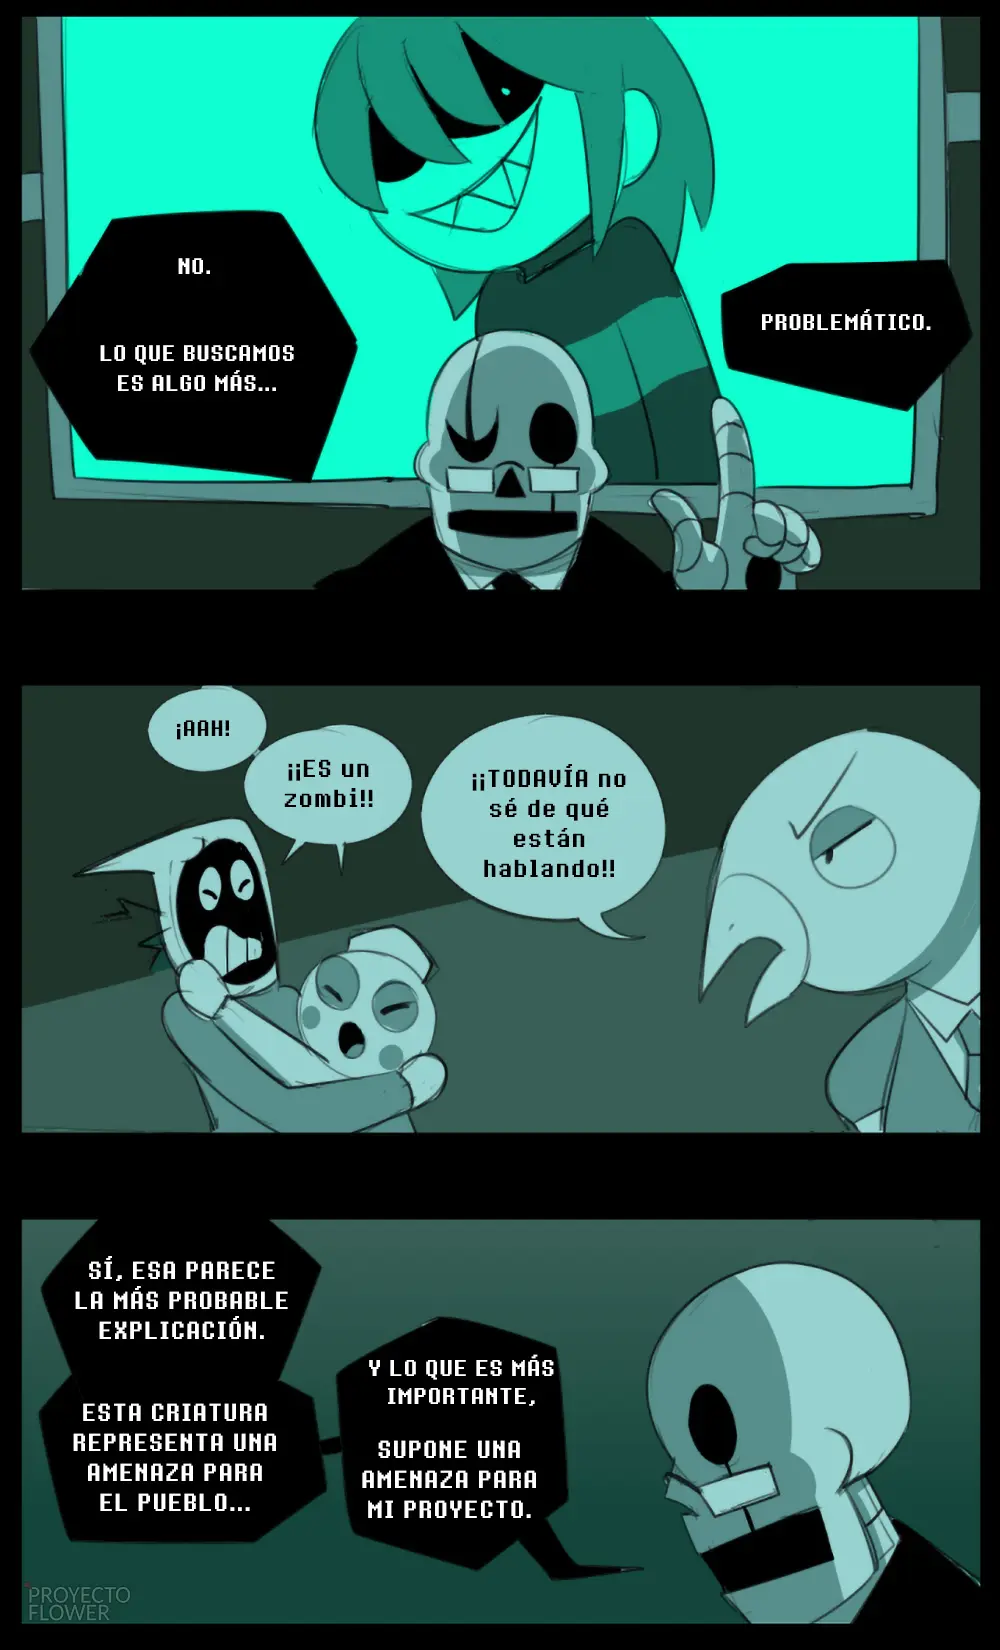 NO.
LO QUE BUSCAMOS
ES ALGO MÁS...
PROBLEMÁTICO.
¡AAH!
¡¡ES un
zombi!!
¡¡TODAVÍA no
sé de qué
están
hablando!!
SÍ, ESA PARECE
LA MÁS PROBABLE
EXPLICACIÓN.
ESTA CRIATURA
REPRESENTA UNA
AMENAZA PARA
EL PUEBLO...
Y LO QUE ES MÁS
IMPORTANTE,
SUPONE UNA
AMENAZA PARA
MI PROYECTO.
PROYECTO
FLOWER